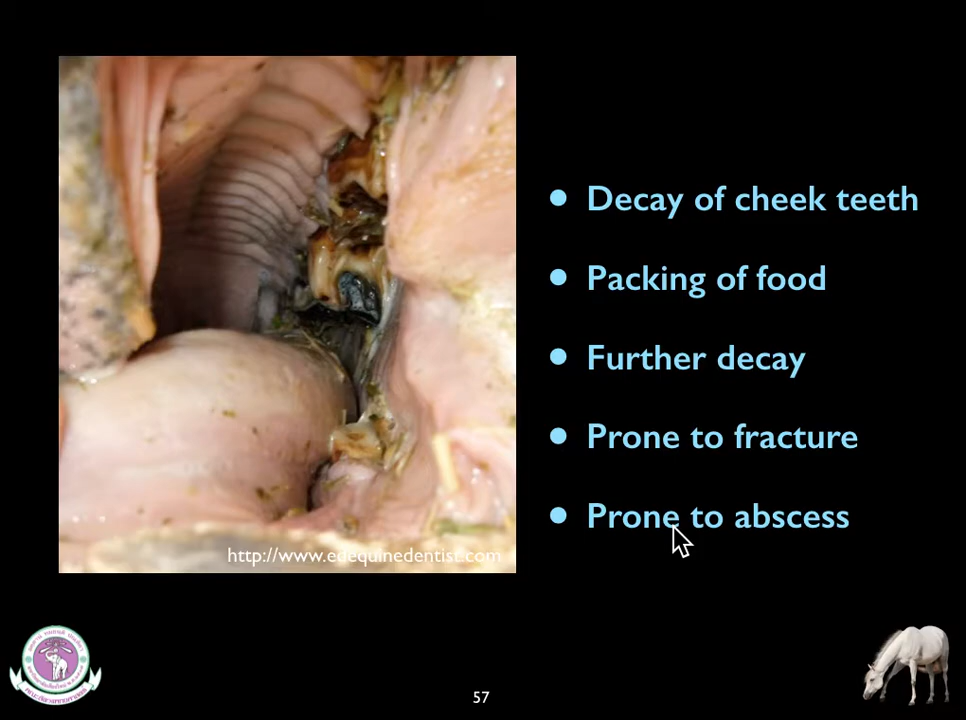 Decay of cheek teeth
Packing of food
Further decay
Prone to fracture
Prone to abscess
http://www.edequinedentist.com
57